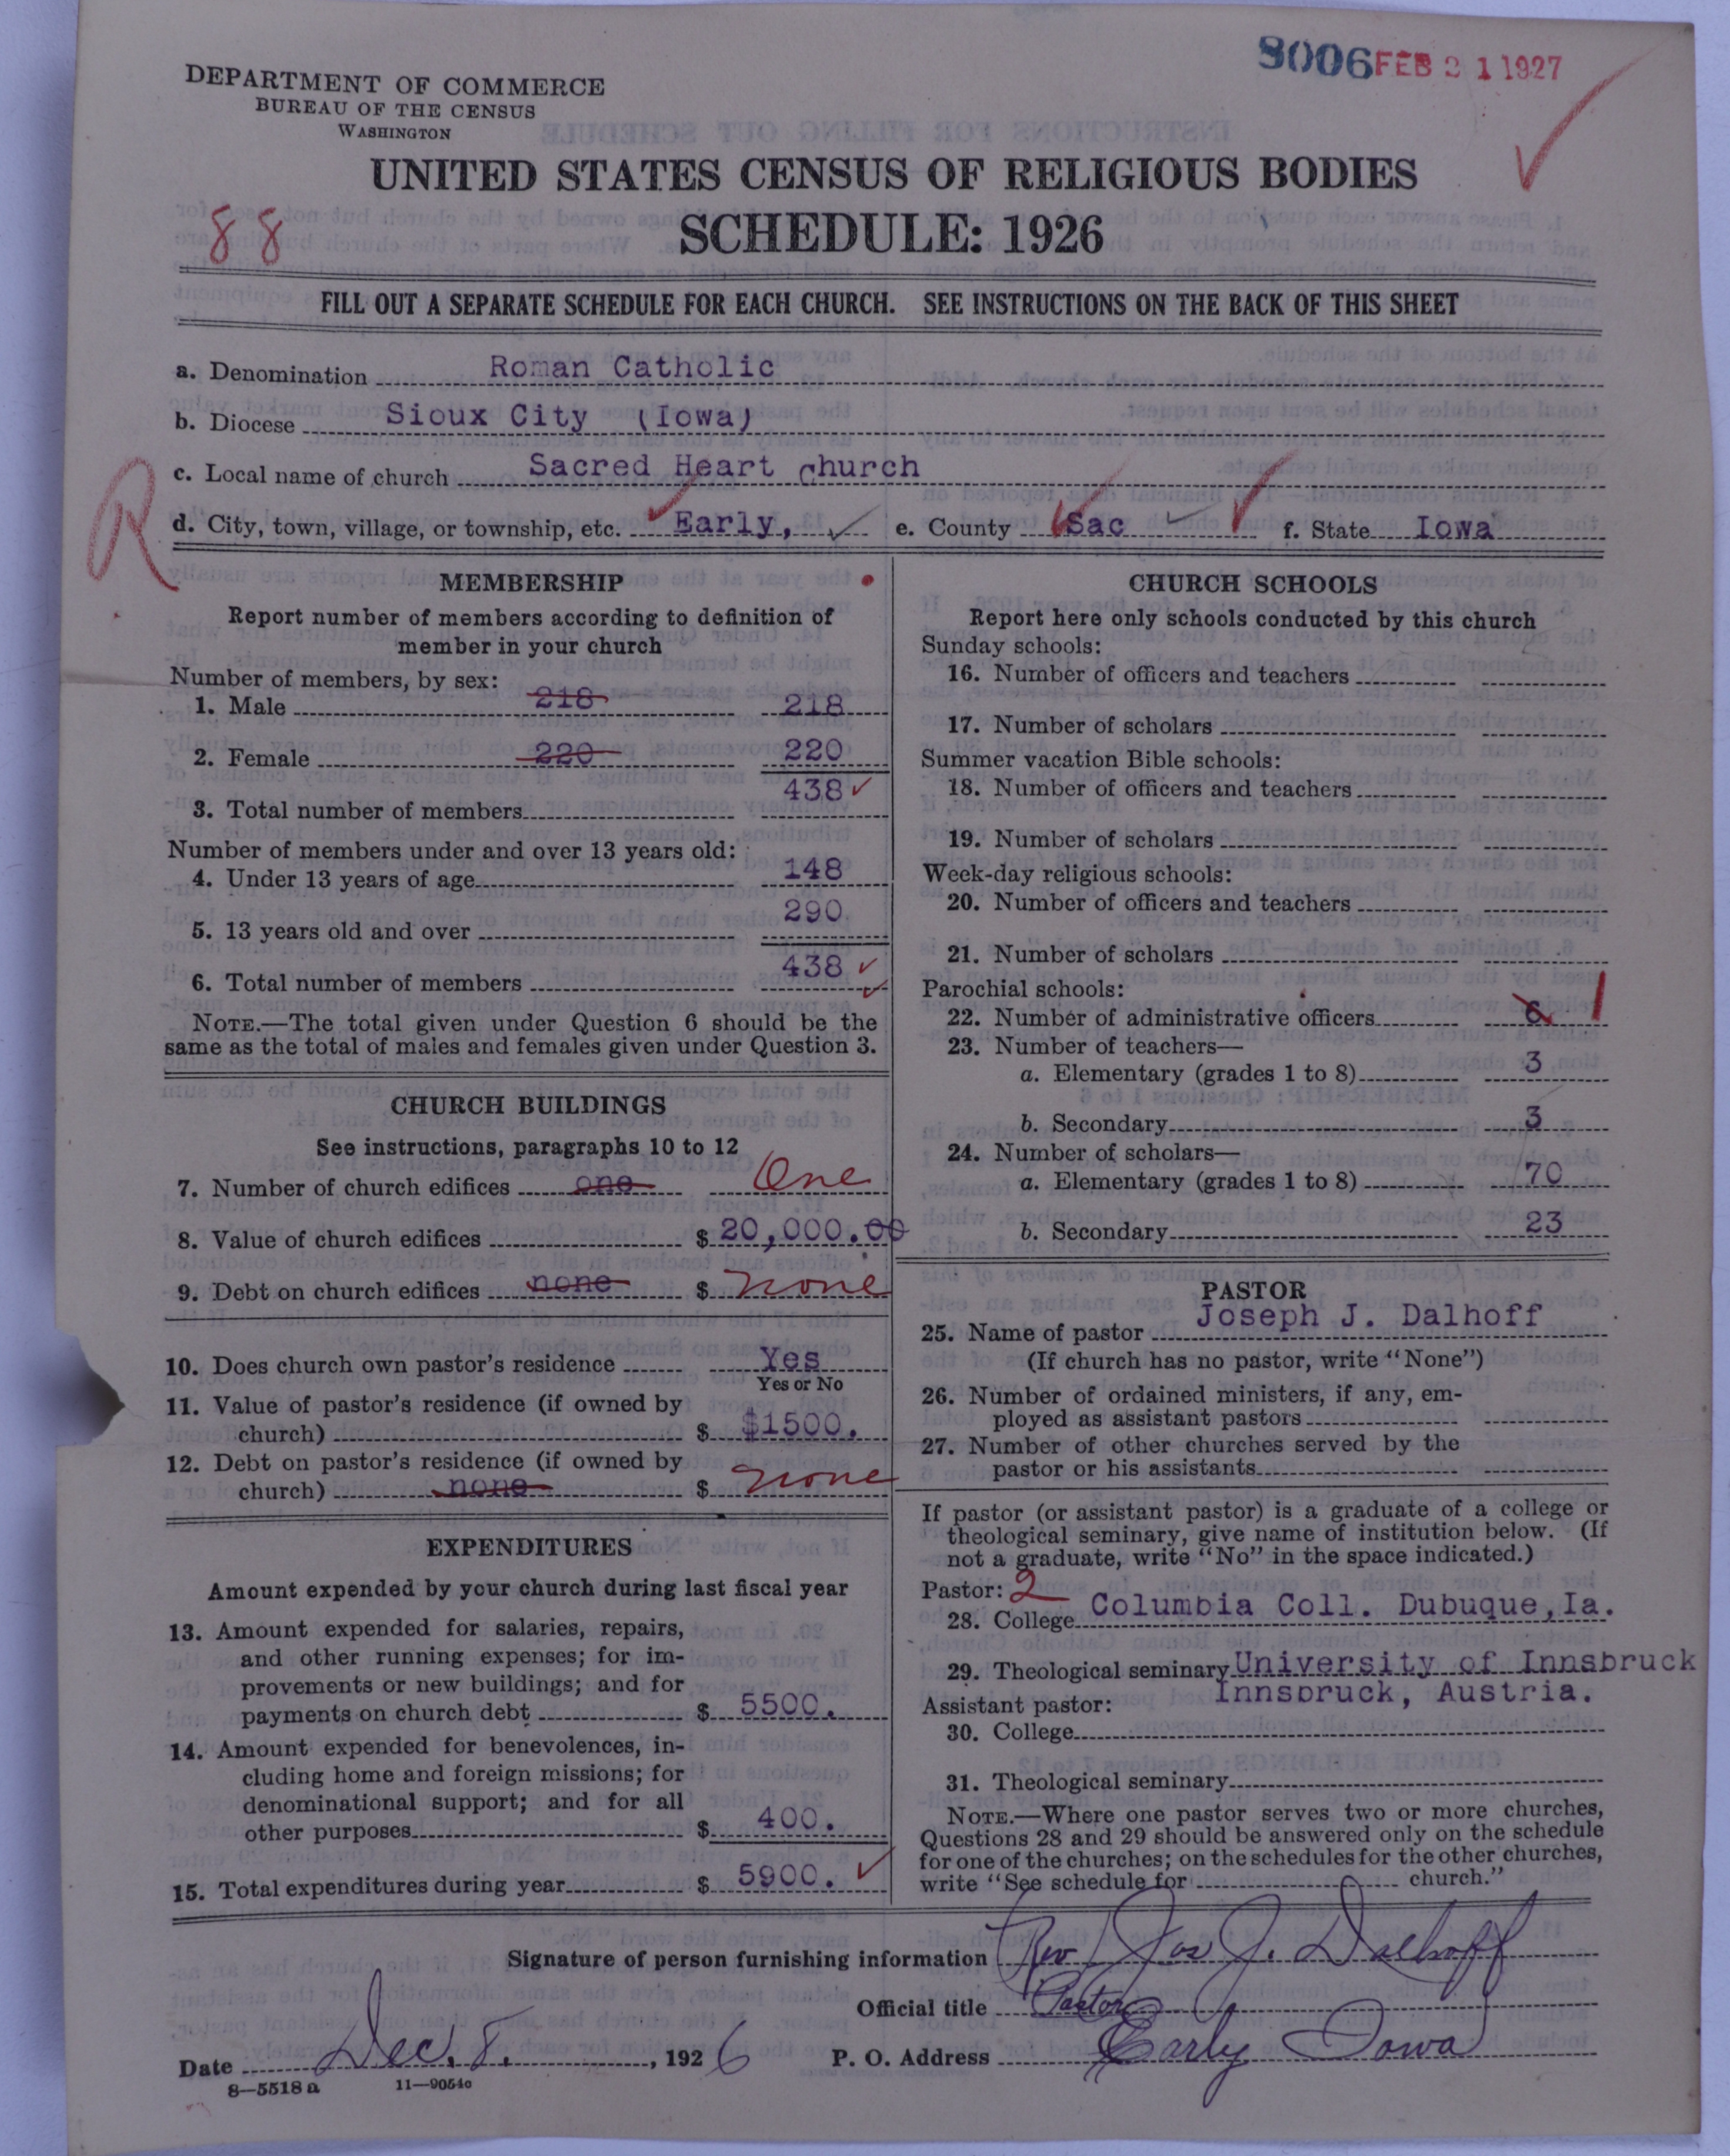 8006 FEB 21 1927
DEPARTMENT OF COMMERCE
BUREAU OF THE CENSUS
WASHINGTON
UNITED STATES CENSUS OF RELIGIOUS BODIES
88
SCHEDULE: 1926
FILL OUT A SEPARATE SCHEDULE FOR EACH CHURCH. SEE INSTRUCTIONS ON THE BACK OF THIS SHEET
a. Denomination Roman Catholic
b. Diocese Sioux City (Iowa)
c. Local name of church Sacred Heart church
R
d. City, town, village, or township, etc. Early, e. County Sac f. State Iowa
MEMBERSHIP
Report number of members according to definition of
member in your church
Number of members, by sex:
1. Male 218 218
2. Female 220 220
3. Total number of members 438
Number of members under and over 13 years old:
4. Under 13 years of age 148
5. 13 years old and over 290
6. Total number of members 438
NOTE.—The total given under Question 6 should be the
same as the total of males and females given under Question 3.
CHURCH BUILDINGS
See instructions, paragraphs 10 to 12
7. Number of church edifices one One
8. Value of church edifices $ 20,000.00
9. Debt on church edifices none $ none
10. Does church own pastor's residence Yes
Yes or No
11. Value of pastor's residence (if owned by
church) $ $1500.
12. Debt on pastor's residence (if owned by
church) none $ none
EXPENDITURES
Amount expended by your church during last fiscal year
13. Amount expended for salaries, repairs,
and other running expenses; for im-
provements or new buildings; and for
payments on church debt $ 5500.
14. Amount expended for benevolences, in-
cluding home and foreign missions; for
denominational support; and for all
other purposes $ 400.
15. Total expenditures during year $ 5900.
CHURCH SCHOOLS
Report here only schools conducted by this church
Sunday schools:
16. Number of officers and teachers
17. Number of scholars
Summer vacation Bible schools:
18. Number of officers and teachers
19. Number of scholars
Week-day religious schools:
20. Number of officers and teachers
21. Number of scholars
Parochial schools:
22. Number of administrative officers 6 1
23. Number of teachers—
a. Elementary (grades 1 to 8) 3
b. Secondary 3
24. Number of scholars—
a. Elementary (grades 1 to 8) 70
b. Secondary 23
PASTOR
25. Name of pastor Joseph J. Dalhoff
(If church has no pastor, write "None")
26. Number of ordained ministers, if any, em-
ployed as assistant pastors
27. Number of other churches served by the
pastor or his assistants
If pastor (or assistant pastor) is a graduate of a college or
theological seminary, give name of institution below. (If
not a graduate, write "No" in the space indicated.)
Pastor: 2
28. College Columbia Coll. Dubuque, Ia.
29. Theological seminary University of Innsbruck
Innsbruck, Austria.
Assistant pastor:
30. College
31. Theological seminary
NOTE.—Where one pastor serves two or more churches,
Questions 28 and 29 should be answered only on the schedule
for one of the churches; on the schedules for the other churches,
write "See schedule for church."
Signature of person furnishing information Rev Jos J. Dalhoff
Official title Pastor
Date Dec. 8, 1926 P. O. Address Early Iowa
8—5518 a 11—9054c